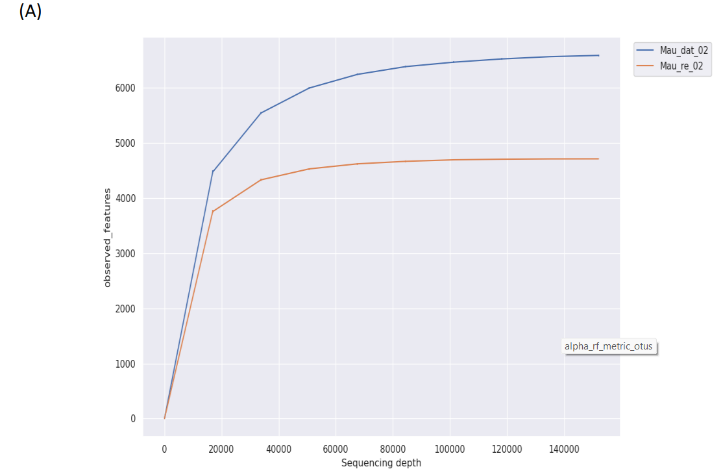 (A)
Mau_dat_02
Mau_re_02
observed_features
6000
5000
4000
3000
2000
1000
0
alpha_rf_metric_otus
0
20000
40000
60000
80000
100000
120000
140000
Sequencing depth